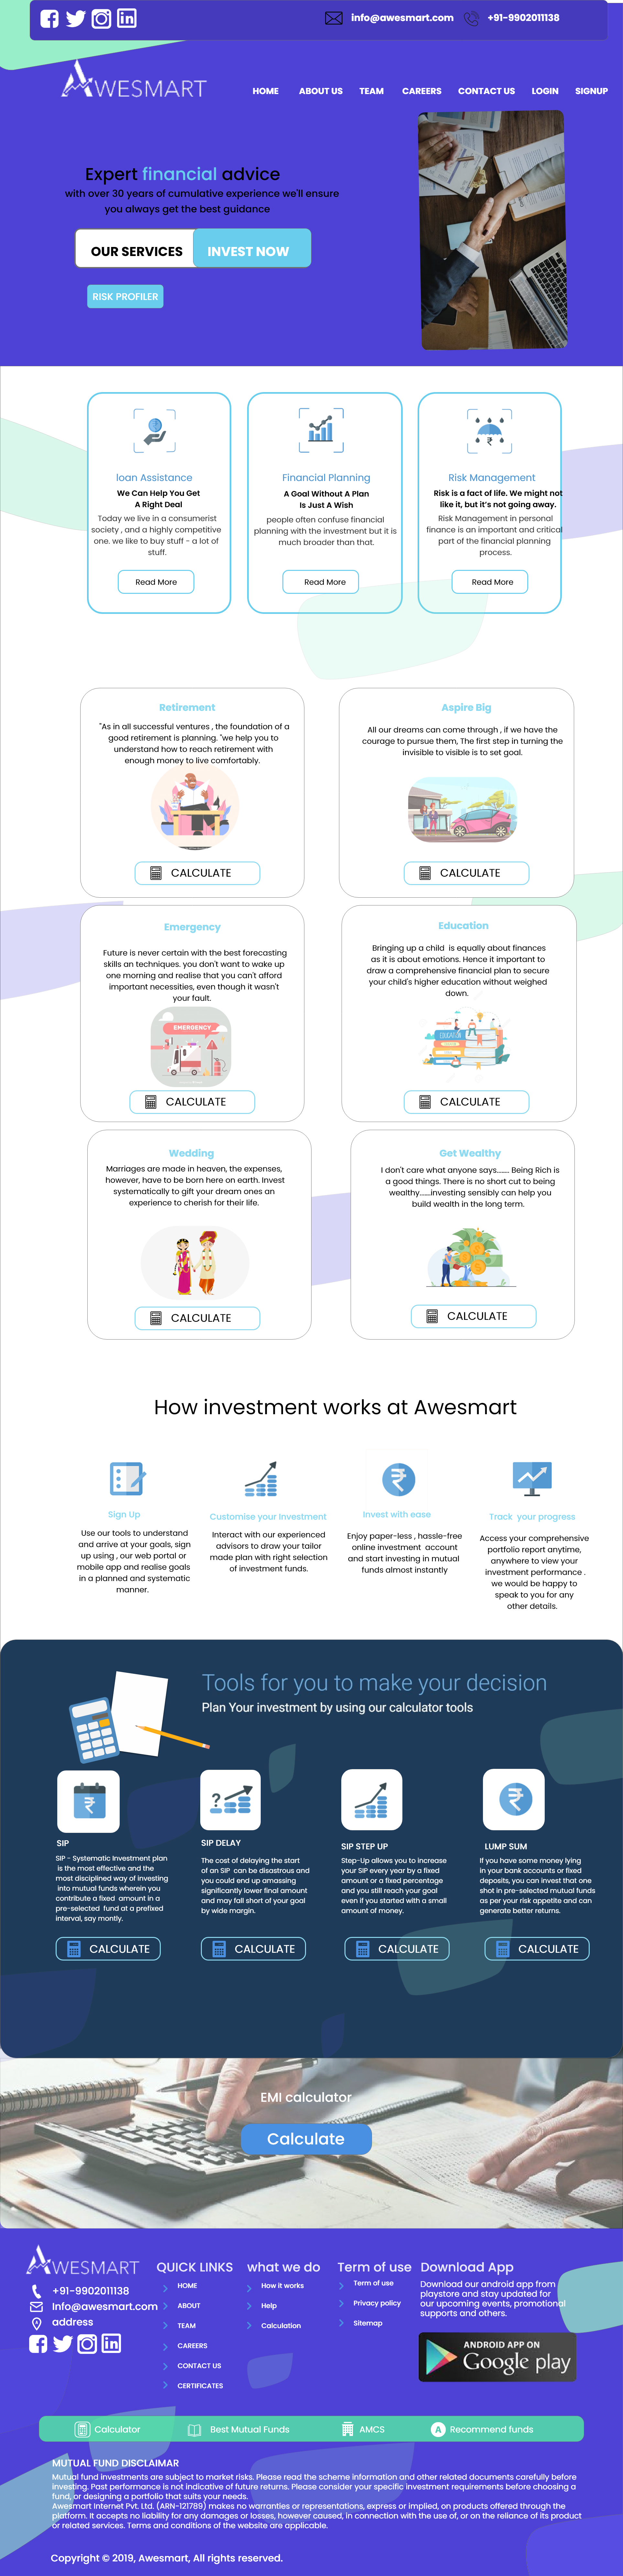 info@awesmart.com +91-9902011138
AWESMART
HOME ABOUT US TEAM CAREERS CONTACT US LOGIN SIGNUP
Expert financial advice
with over 30 years of cumulative experience we'll ensure
you always get the best guidance
OUR SERVICES INVEST NOW
RISK PROFILER
loan Assistance
We Can Help You Get
A Right Deal
Today we live in a consumerist
society , and a highly competitive
one. we like to buy stuff - a lot of
stuff.
Read More
Financial Planning
A Goal Without A Plan
Is Just A Wish
people often confuse financial
planning with the investment but it is
much broader than that.
Read More
Risk Management
Risk is a fact of life. We might not
like it, but it's not going away.
Risk Management in personal
finance is an important and critical
part of the financial planning
process.
Read More
Retirement
"As in all successful ventures , the foundation of a
good retirement is planning. "we help you to
understand how to reach retirement with
enough money to live comfortably.
CALCULATE
Aspire Big
All our dreams can come through , if we have the
courage to pursue them, The first step in turning the
invisible to visible is to set goal.
CALCULATE
Emergency
Future is never certain with the best forecasting
skills an techniques. you don't want to wake up
one morning and realise that you can't afford
important necessities, even though it wasn't
your fault.
EMERGENCY
CALCULATE
Education
Bringing up a child is equally about finances
as it is about emotions. Hence it important to
draw a comprehensive financial plan to secure
your child's higher education without weighed
down.
EDUCATION
CALCULATE
Wedding
Marriages are made in heaven, the expenses,
however, have to be born here on earth. Invest
systematically to gift your dream ones an
experience to cherish for their life.
CALCULATE
Get Wealthy
I don't care what anyone says....... Being Rich is
a good things. There is no short cut to being
wealthy......investing sensibly can help you
build wealth in the long term.
CALCULATE
How investment works at Awesmart
Sign Up
Use our tools to understand
and arrive at your goals, sign
up using , our web portal or
mobile app and realise goals
in a planned and systematic
manner.
Customise your Investment
Interact with our experienced
advisors to draw your tailor
made plan with right selection
of investment funds.
Invest with ease
Enjoy paper-less , hassle-free
online investment account
and start investing in mutual
funds almost instantly
Track your progress
Access your comprehensive
portfolio report anytime,
anywhere to view your
investment performance .
we would be happy to
speak to you for any
other details.
Tools for you to make your decision
Plan Your investment by using our calculator tools
SIP
SIP - Systematic Investment plan
is the most effective and the
most disciplined way of investing
into mutual funds wherein you
contribute a fixed amount in a
pre-selected fund at a prefixed
interval, say montly.
CALCULATE
SIP DELAY
The cost of delaying the start
of an SIP can be disastrous and
you could end up amassing
significantly lower final amount
and may fall short of your goal
by wide margin.
CALCULATE
SIP STEP UP
Step-Up allows you to increase
your SIP every year by a fixed
amount or a fixed percentage
and you still reach your goal
even if you started with a small
amount of money.
CALCULATE
LUMP SUM
If you have some money lying
in your bank accounts or fixed
deposits, you can invest that one
shot in pre-selected mutual funds
as per your risk appetite and can
generate better returns.
CALCULATE
EMI calculator
Calculate
AWESMART
+91-9902011138
Info@awesmart.com
address
QUICK LINKS
HOME
ABOUT
TEAM
CAREERS
CONTACT US
CERTIFICATES
what we do
How it works
Help
Calculation
Term of use
Term of use
Privacy policy
Sitemap
Download App
Download our android app from
playstore and stay updated for
our upcoming events, promotional
supports and others.
ANDROID APP ON
Google play
Calculator Best Mutual Funds AMCS A Recommend funds
MUTUAL FUND DISCLAIMAR
Mutual fund investments are subject to market risks. Please read the scheme information and other related documents carefully before
investing. Past performance is not indicative of future returns. Please consider your specific investment requirements before choosing a
fund, or designing a portfolio that suits your needs.
Awesmart Internet Pvt. Ltd. (ARN-121789) makes no warranties or representations, express or implied, on products offered through the
platform. It accepts no liability for any damages or losses, however caused, in connection with the use of, or on the reliance of its product
or related services. Terms and conditions of the website are applicable.
Copyright © 2019, Awesmart, All rights reserved.